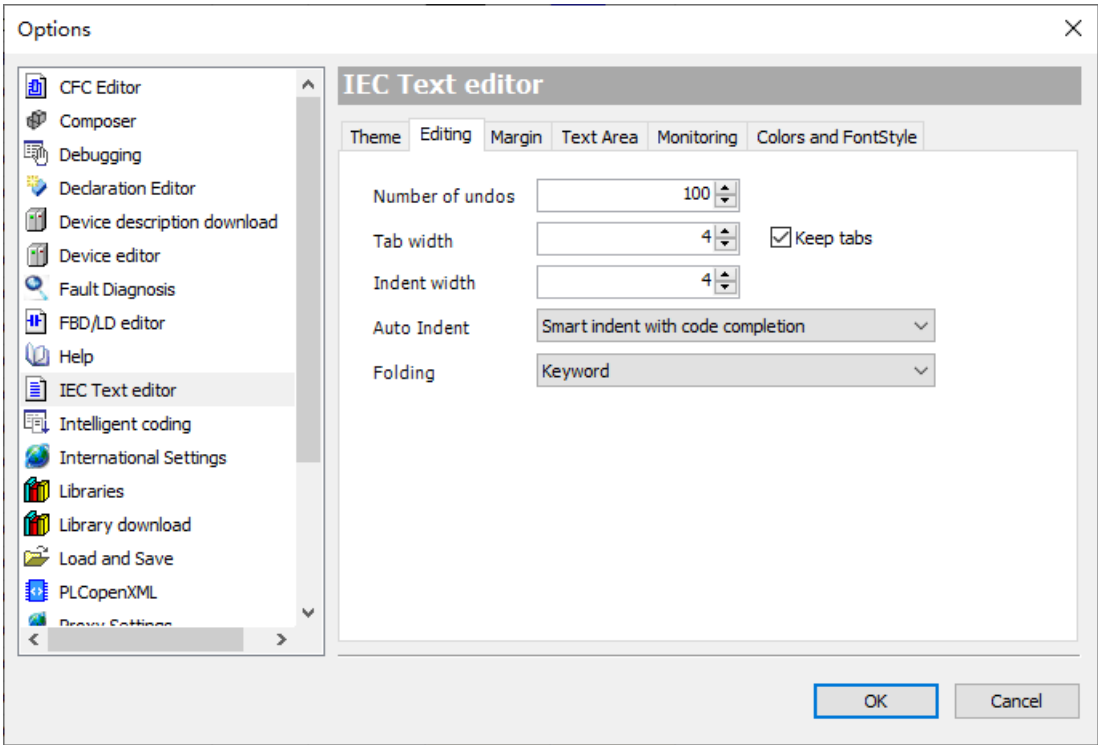 Options
CFC Editor
Composer
Debugging
Declaration Editor
Device description download
Device editor
Fault Diagnosis
FBD/LD editor
Help
IEC Text editor
Intelligent coding
International Settings
Libraries
Library download
Load and Save
PLCopenXML
Proxy Settings
IEC Text editor
Theme Editing Margin Text Area Monitoring Colors and FontStyle
Number of undos 100
Tab width 4 Keep tabs
Indent width 4
Auto Indent Smart indent with code completion
Folding Keyword
OK Cancel